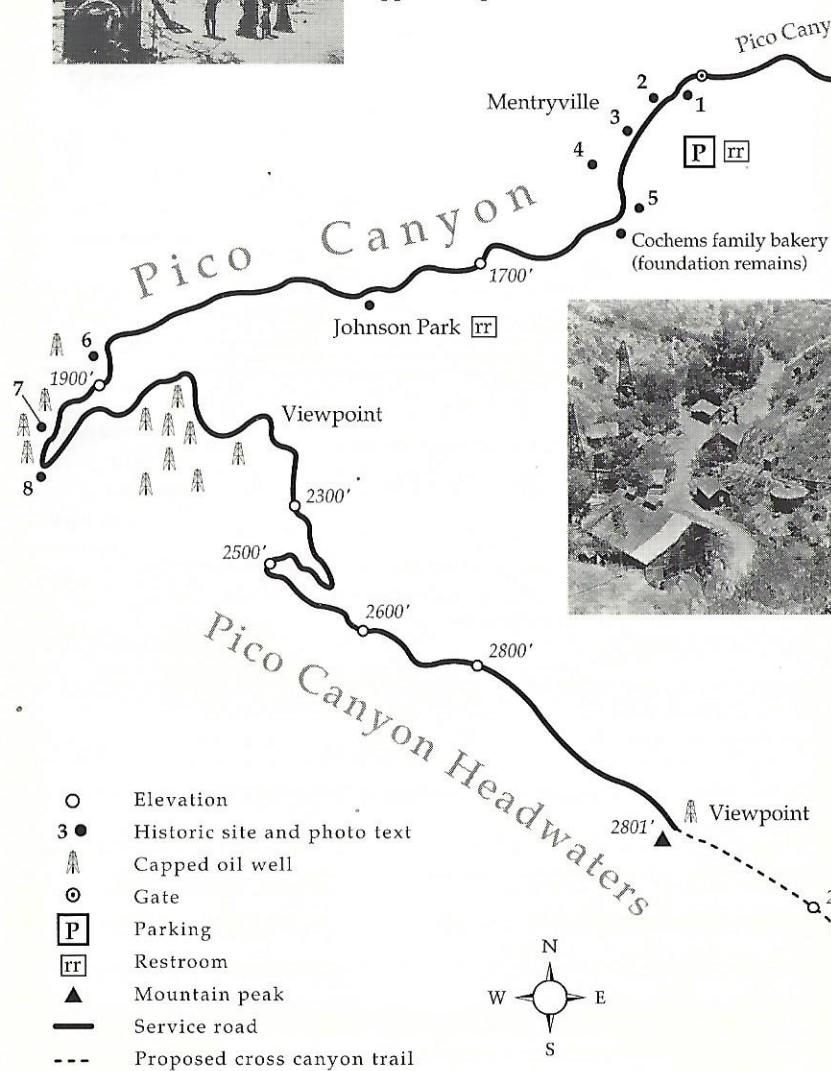 Pico Cany
Mentryville
2
1
3
4
P rr
5
Cochems family bakery
(foundation remains)
Pico Canyon
1700'
Johnson Park rr
6
1900'
7
8
Viewpoint
2300'
2500'
2600'
2800'
Pico Canyon Headwaters
2801'
Viewpoint
2
Elevation
3 Historic site and photo text
Capped oil well
Gate
P Parking
rr Restroom
Mountain peak
Service road
Proposed cross canyon trail
N
W E
S